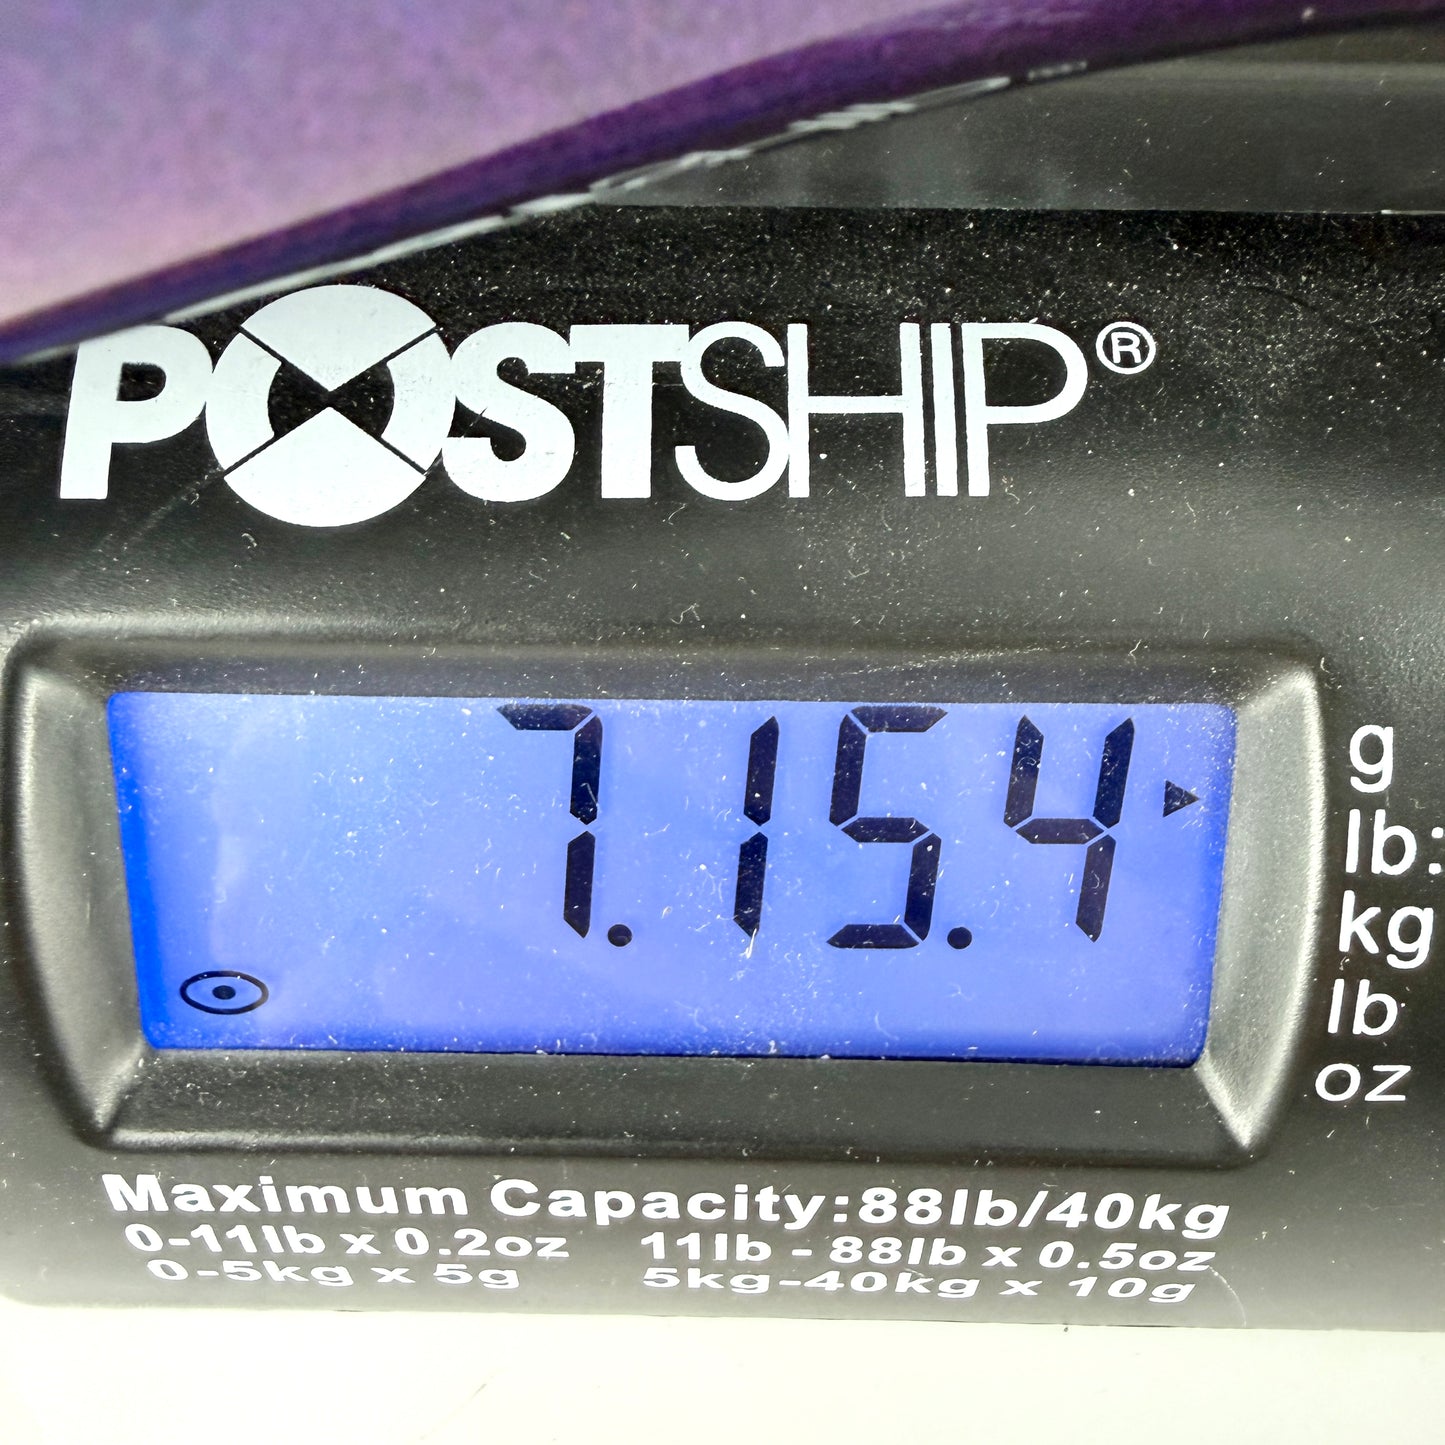 POSTSHIP®
7.15.4
g
lb:
kg
lb
oz
Maximum Capacity:88lb/40kg
0-11lb x 0.2oz 11lb - 88lb x 0.5oz
0-5kg x 5g 5kg-40kg x 10g